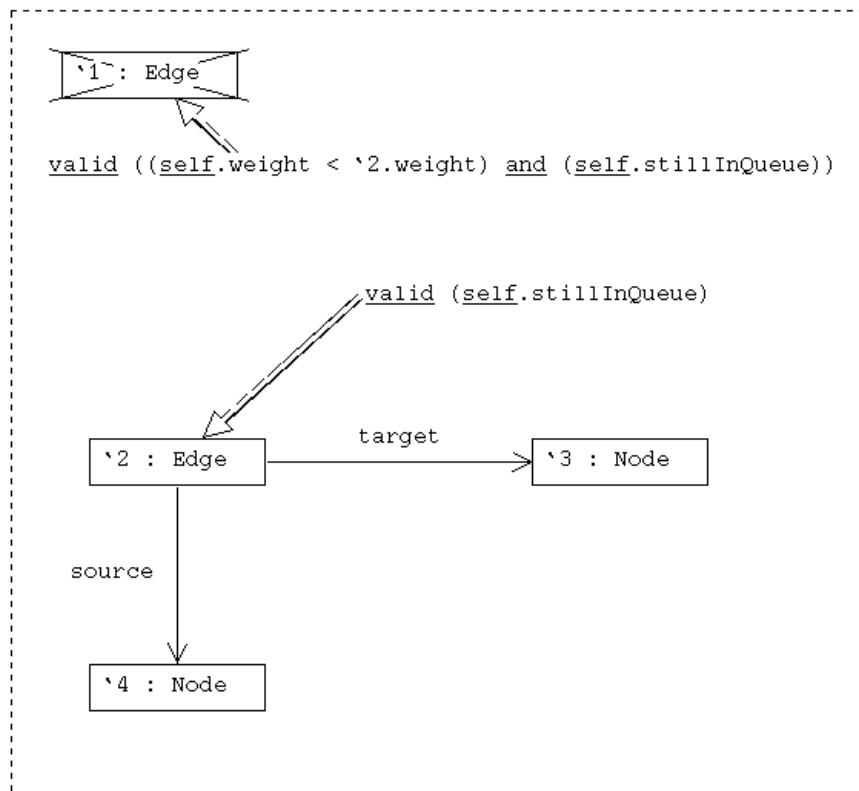 `1 : Edge
valid ((self.weight < `2.weight) and (self.stillInQueue))
valid (self.stillInQueue)
target
`2 : Edge
`3 : Node
source
`4 : Node